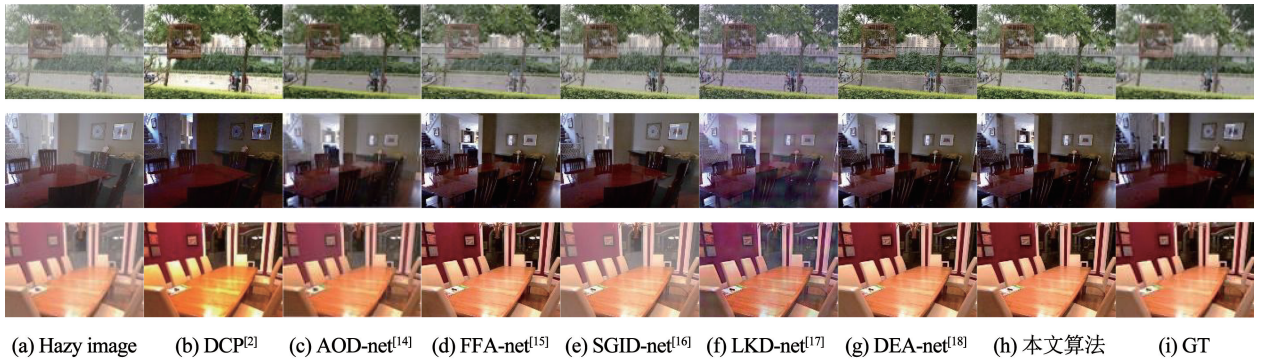 (a) Hazy image (b) DCP[2] (c) AOD-net[14] (d) FFA-net[15] (e) SGID-net[16] (f) LKD-net[17] (g) DEA-net[18] (h) 本文算法 (i) GT